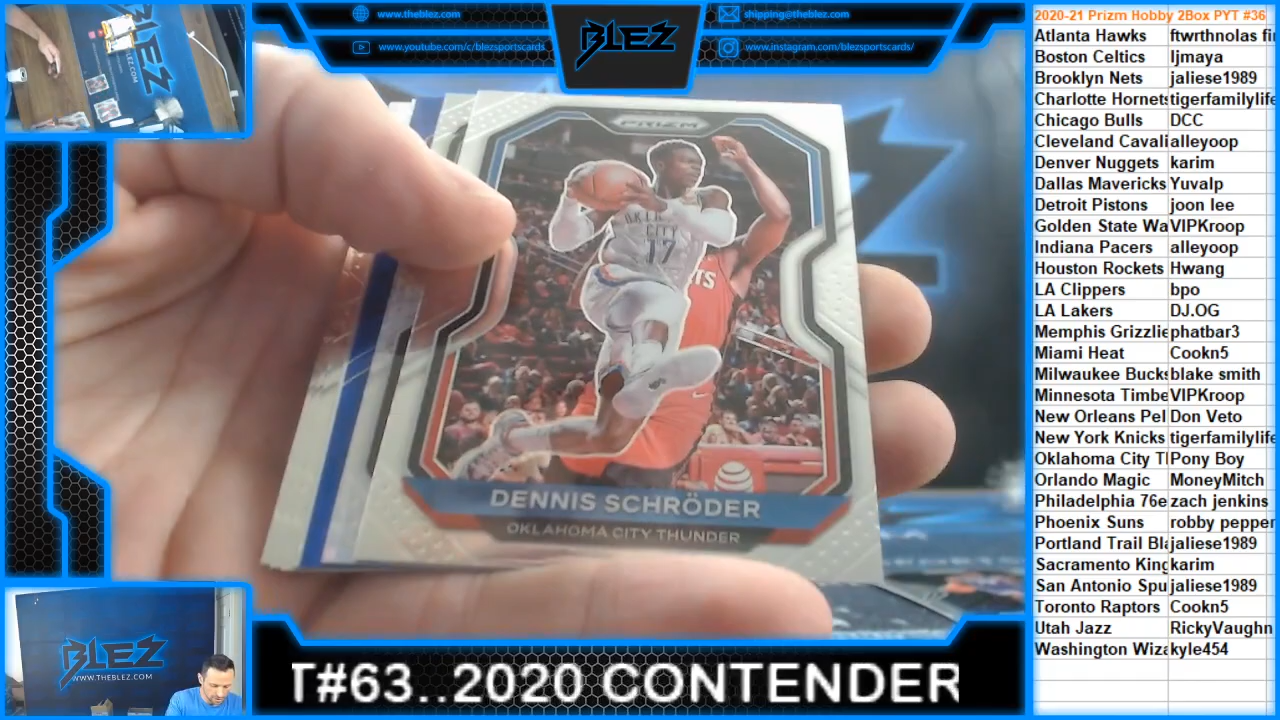 www.theblez.com
www.youtube.com/c/blezsportscards
BLEZ
shipping@theblez.com
www.instagram.com/blezsportscards/
PRIZM
OKLAHOMA
CITY
17
TS
DENNIS SCHRÖDER
OKLAHOMA CITY THUNDER
BLEZ
WWW.THEBLEZ.COM
T#63..2020 CONTENDER
2020-21 Prizm Hobby 2Box PYT #36
Atlanta Hawks ftwrthnolas fi
Boston Celtics ljmaya
Brooklyn Nets jaliese1989
Charlotte Hornets tigerfamilylife
Chicago Bulls DCC
Cleveland Cavali alleyoop
Denver Nuggets karim
Dallas Mavericks Yuvalp
Detroit Pistons joon lee
Golden State Wa VIPKroop
Indiana Pacers alleyoop
Houston Rockets Hwang
LA Clippers bpo
LA Lakers DJ.OG
Memphis Grizzlie phatbar3
Miami Heat Cookn5
Milwaukee Bucks blake smith
Minnesota Timbe VIPKroop
New Orleans Pel Don Veto
New York Knicks tigerfamilylife
Oklahoma City T Pony Boy
Orlando Magic MoneyMitch
Philadelphia 76e zach jenkins
Phoenix Suns robby pepper
Portland Trail Bla jaliese1989
Sacramento King karim
San Antonio Spu jaliese1989
Toronto Raptors Cookn5
Utah Jazz RickyVaughn
Washington Wiza kyle454